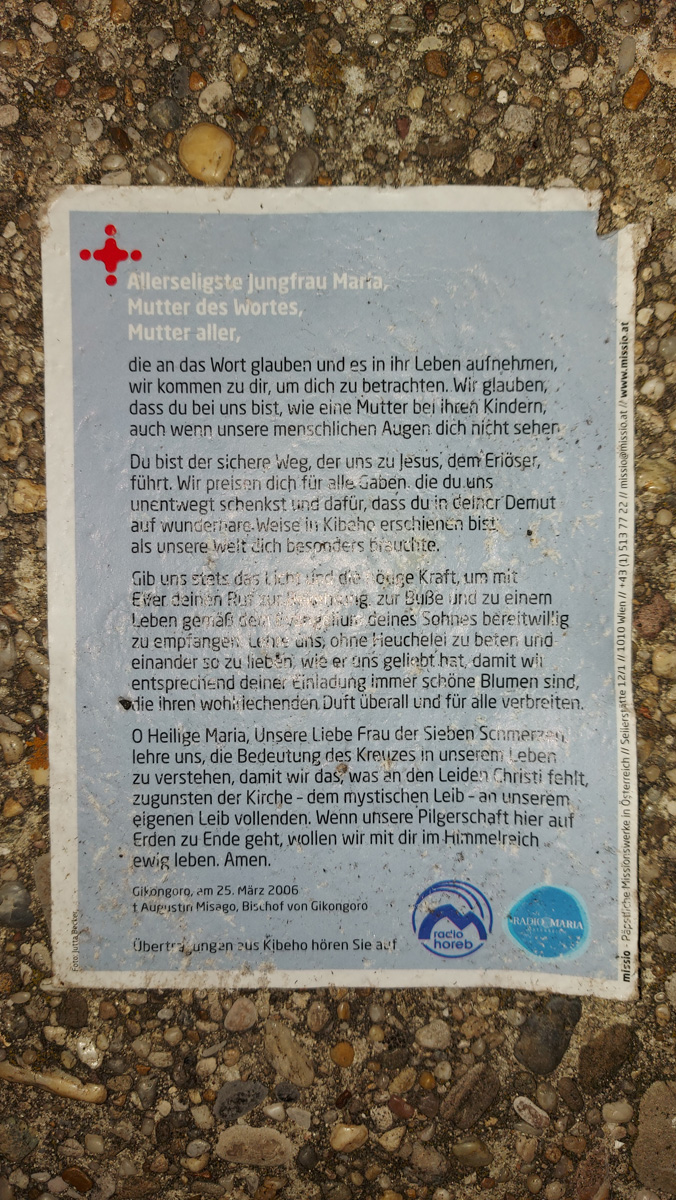 Allerseligste Jungfrau Maria,
Mutter des Wortes,
Mutter aller,
die an das Wort glauben und es in ihr Leben aufnehmen,
wir kommen zu dir, um dich zu betrachten. Wir glauben,
dass du bei uns bist, wie eine Mutter bei ihren Kindern,
auch wenn unsere menschlichen Augen dich nicht sehen.
Du bist der sichere Weg, der uns zu Jesus, dem Erlöser,
führt. Wir preisen dich für alle Gaben, die du uns
unentwegt schenkst und dafür, dass du in deiner Demut
auf wunderbare Weise in Kibeho erschienen bist,
als unsere Welt dich besonders brauchte.
Gib uns stets das Licht und die nötige Kraft, um mit
Eifer deinen Ruf zur zur Buße und zu einem
Leben gemäß dem Evangelium deines Sohnes bereitwillig
zu empfangen. Lehre uns, ohne Heuchelei zu beten und
einander so zu lieben, wie er uns geliebt hat, damit wir
entsprechend deiner Einladung immer schöne Blumen sind,
die ihren wohlriechenden Duft überall und für alle verbreiten.
O Heilige Maria, Unsere Liebe Frau der Sieben Schmerzen,
lehre uns, die Bedeutung des Kreuzes in unserem Leben
zu verstehen, damit wir das, was an den Leiden Christi fehlt,
zugunsten der Kirche – dem mystischen Leib – an unserem
eigenen Leib vollenden. Wenn unsere Pilgerschaft hier auf
Erden zu Ende geht, wollen wir mit dir im Himmelreich
ewig leben. Amen.
Gikongoro, am 25. März 2006
† Augustin Misago, Bischof von Gikongoro
Übertragungen aus Kibeho hören Sie auf
radio
horeb
RADIO MARIA
Foto: Jutta Becker
missio - Päpstliche Missionswerke in Österreich // Seilerstätte 12/1 // 1010 Wien // +43 (1) 513 77 22 // missio@missio.at // www.missio.at